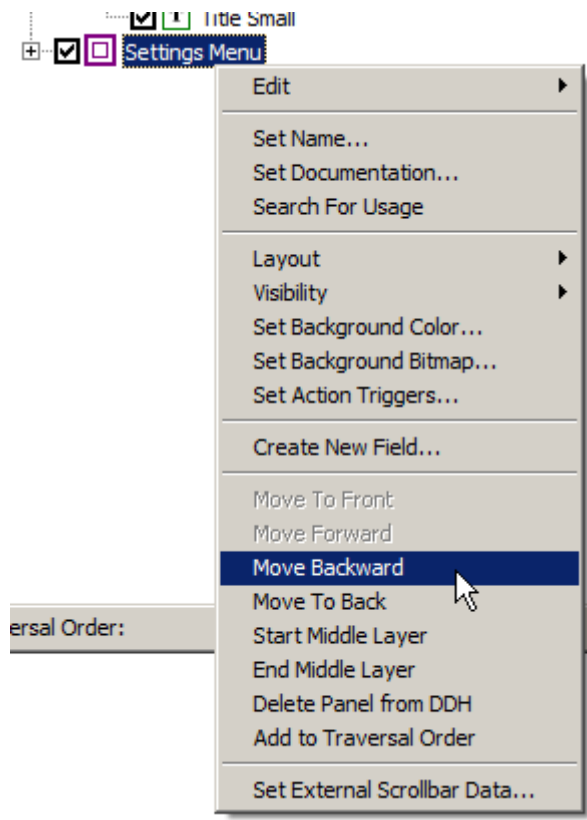 T Title Small
Settings Menu
Edit
Set Name...
Set Documentation...
Search For Usage
Layout
Visibility
Set Background Color...
Set Background Bitmap...
Set Action Triggers...
Create New Field...
Move To Front
Move Forward
Move Backward
Move To Back
ersal Order:
Start Middle Layer
End Middle Layer
Delete Panel from DDH
Add to Traversal Order
Set External Scrollbar Data...